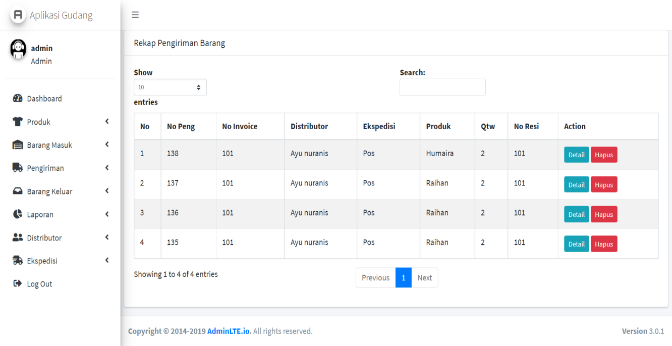 Aplikasi Gudang
admin
Admin
Dashboard
Produk
Barang Masuk
Pengiriman
Barang Keluar
Laporan
Distributor
Ekspedisi
Log Out
Rekap Pengiriman Barang
Show
10
entries
Search:
No No Peng No Invoice Distributor Ekspedisi Produk Qtw No Resi Action
1 138 101 Ayu nuranis Pos Humaira 2 101 Detail Hapus
2 137 101 Ayu nuranis Pos Raihan 2 101 Detail Hapus
3 136 101 Ayu nuranis Pos Raihan 2 101 Detail Hapus
4 135 101 Ayu nuranis Pos Raihan 2 101 Detail Hapus
Showing 1 to 4 of 4 entries
Previous 1 Next
Copyright © 2014-2019 AdminLTE.io. All rights reserved. Version 3.0.1